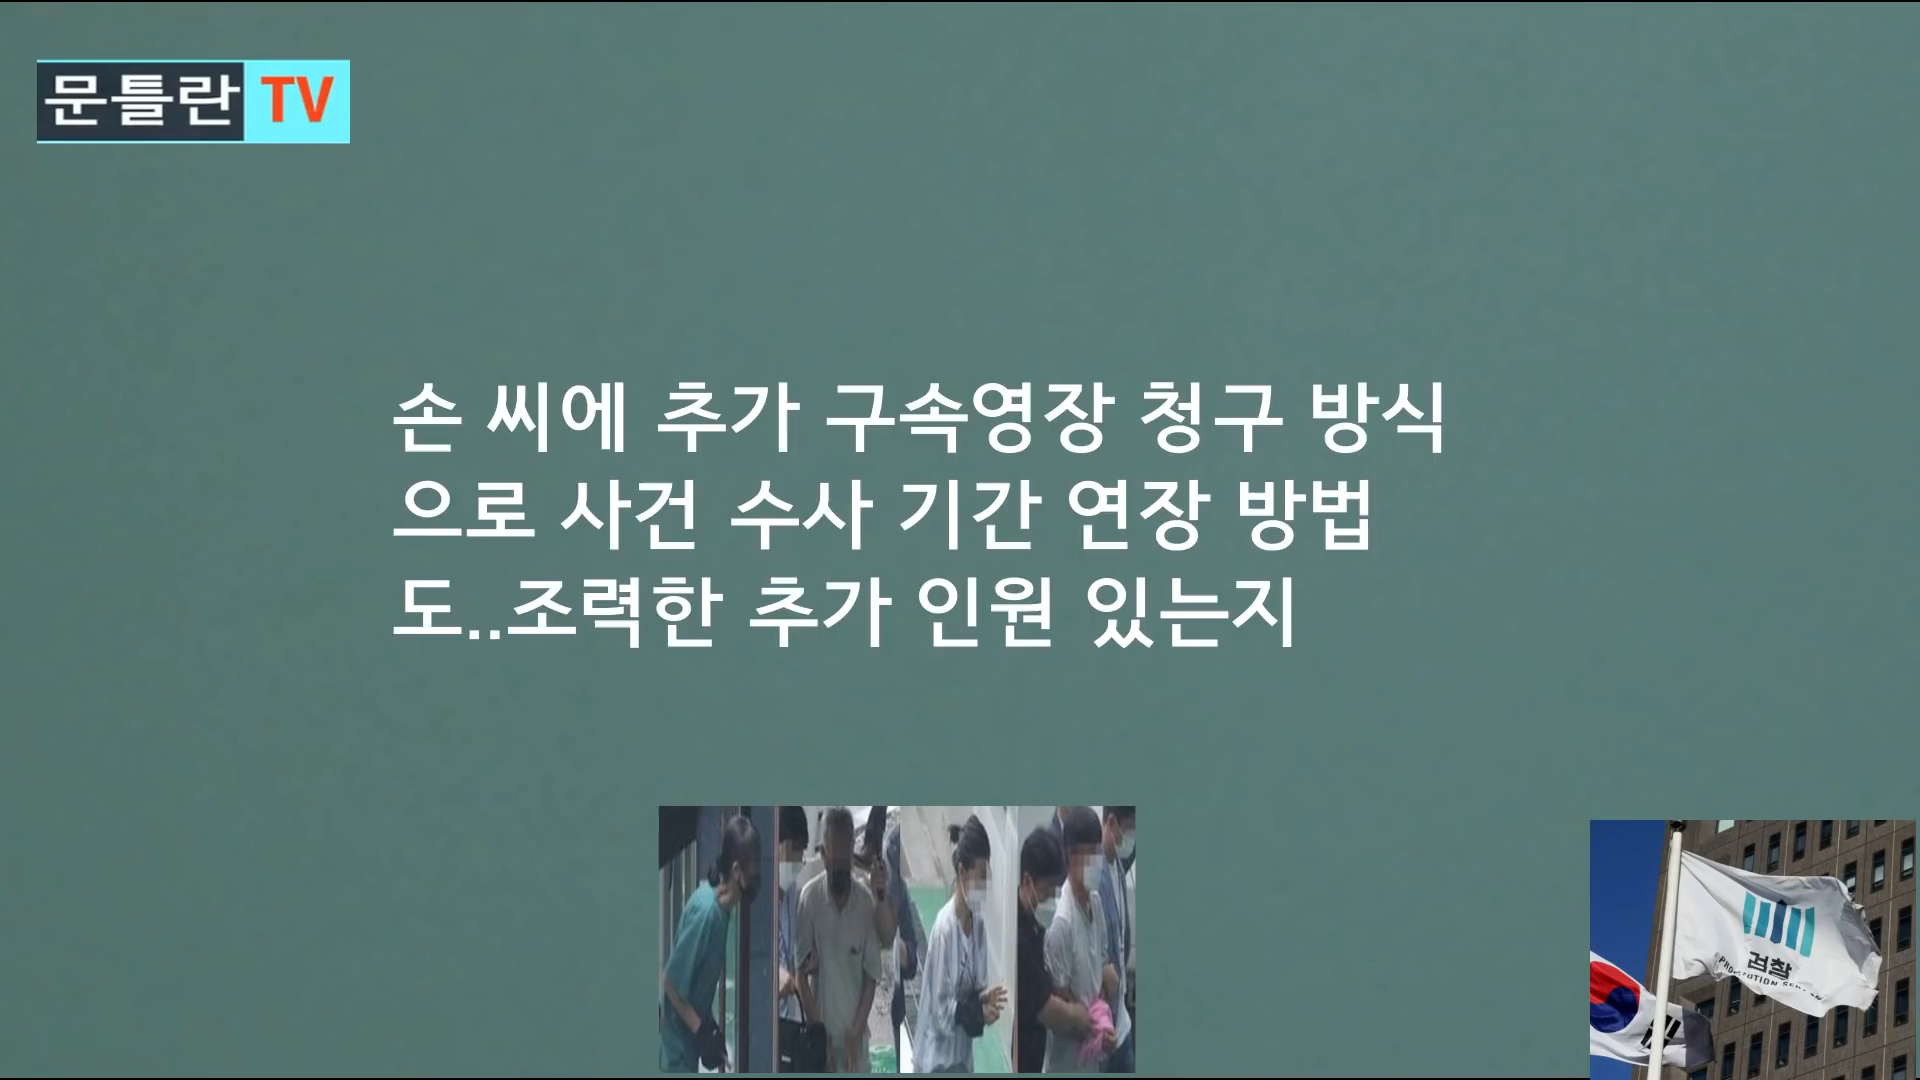 문틀란 TV
손 씨에 추가 구속영장 청구 방식
으로 사건 수사 기간 연장 방법
도..조력한 추가 인원 있는지
검찰